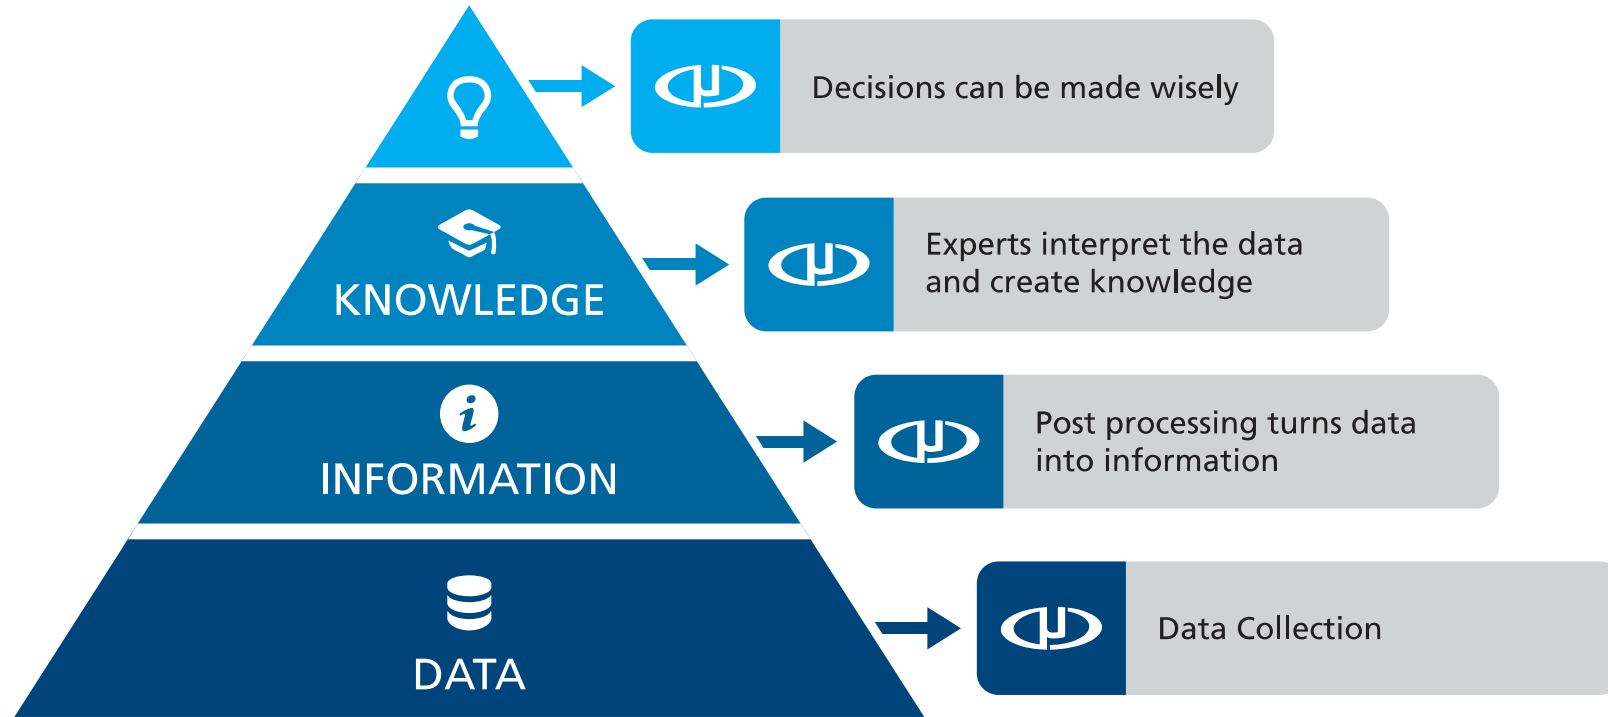 Decisions can be made wisely
KNOWLEDGE
Experts interpret the data
and create knowledge
INFORMATION
Post processing turns data
into information
DATA
Data Collection